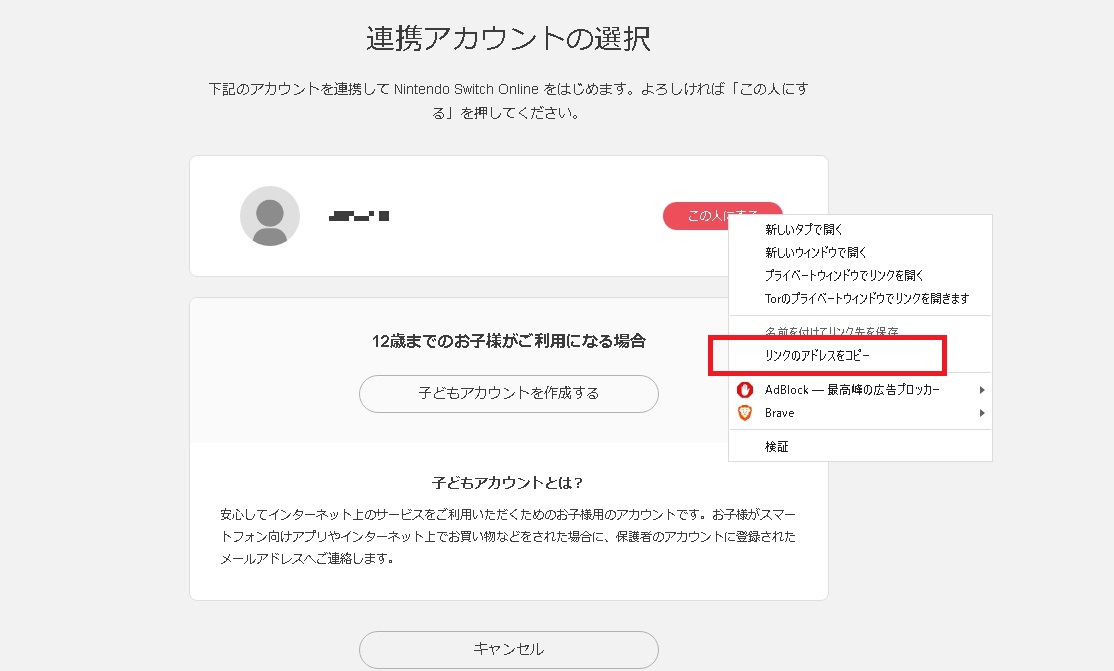 連携アカウントの選択
下記のアカウントを連携して Nintendo Switch Online をはじめます。よろしければ「この人にす
る」を押してください。
この人にする
新しいタブで開く
新しいウィンドウで開く
プライベートウィンドウでリンクを開く
Torのプライベートウィンドウでリンクを開きます
名前を付けてリンク先を保存
リンクのアドレスをコピー
AdBlock — 最高峰の広告ブロッカー
Brave
検証
12歳までのお子様がご利用になる場合
子どもアカウントを作成する
子どもアカウントとは？
安心してインターネット上のサービスをご利用いただくためのお子様用のアカウントです。お子様がスマー
トフォン向けアプリやインターネット上でお買い物などをされた場合に、保護者のアカウントに登録された
メールアドレスへご連絡します。
キャンセル